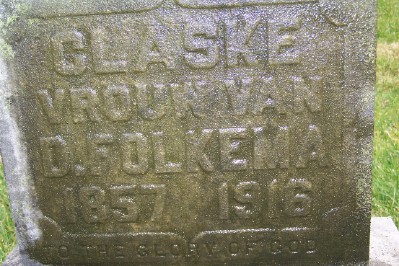 CLASKE
VROUW VAN
D. FOLKEMA
1857 1916
TO THE GLORY OF GOD